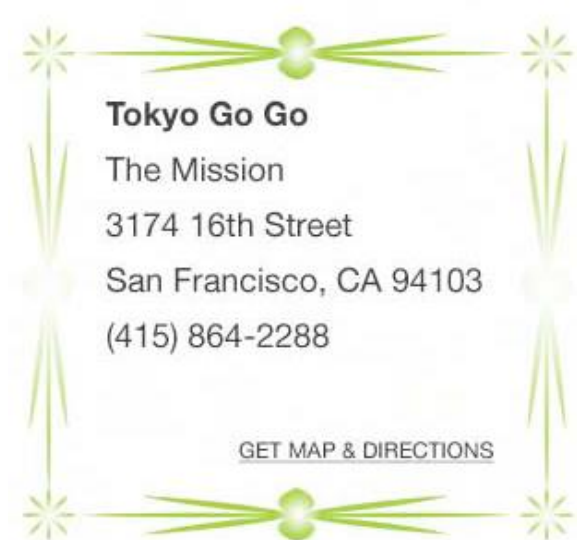 Tokyo Go Go
The Mission
3174 16th Street
San Francisco, CA 94103
(415) 864-2288
GET MAP & DIRECTIONS